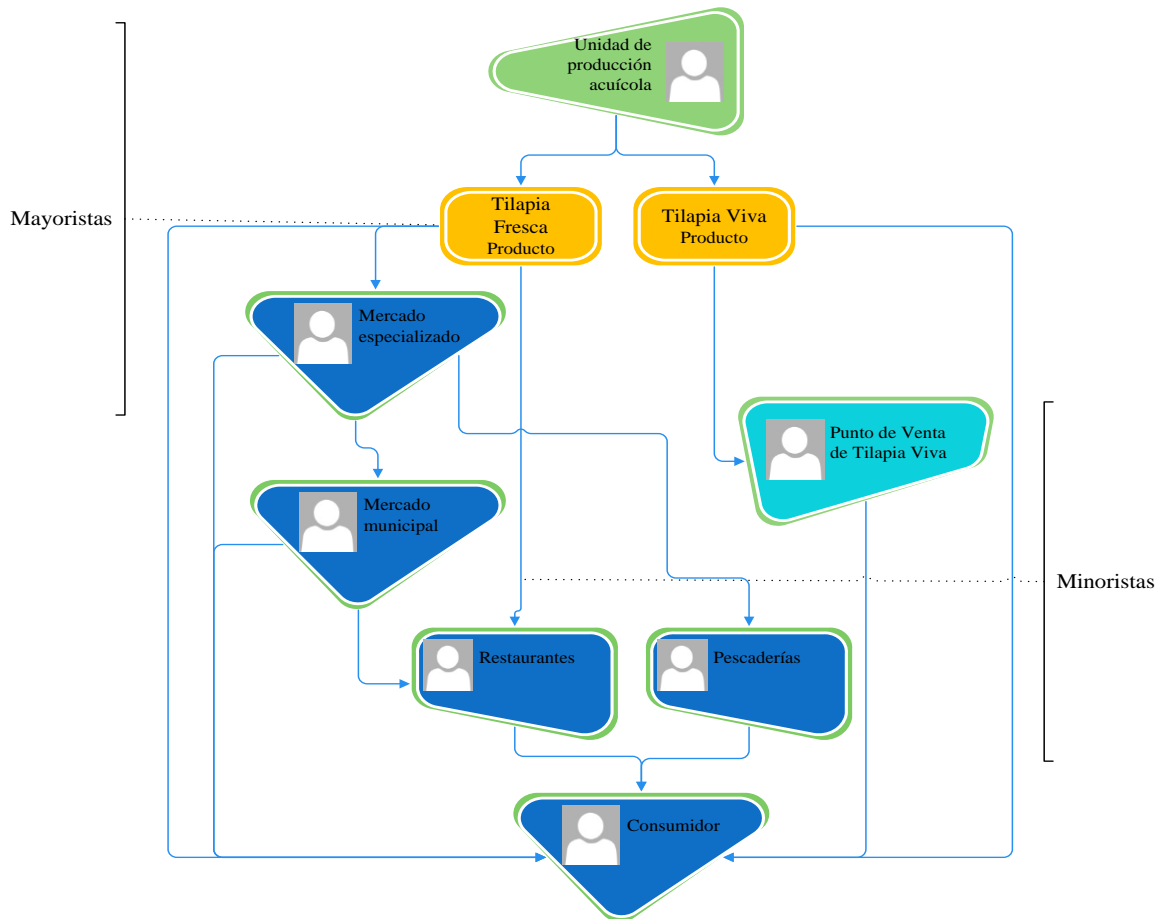 Unidad de
producción
acuícola
Mayoristas
Tilapia
Fresca
Producto
Tilapia Viva
Producto
Mercado
especializado
Punto de Venta
de Tilapia Viva
Mercado
municipal
Minoristas
Restaurantes
Pescaderías
Consumidor